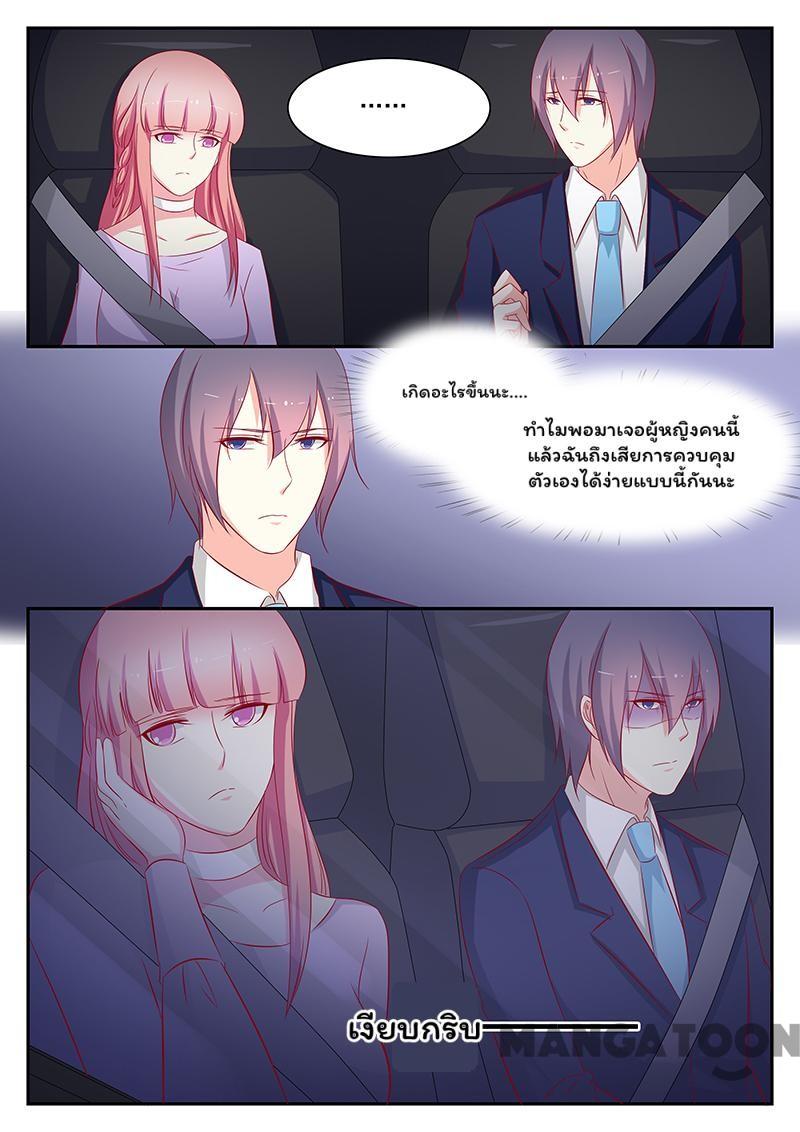 ......
เกิดอะไรขึ้นนะ....
ทำไมพอมาเจอผู้หญิงคนนี้
แล้วฉันถึงเสียการควบคุม
ตัวเองได้ง่ายแบบนี้กันนะ
เงียบกริบ
MANGATOON